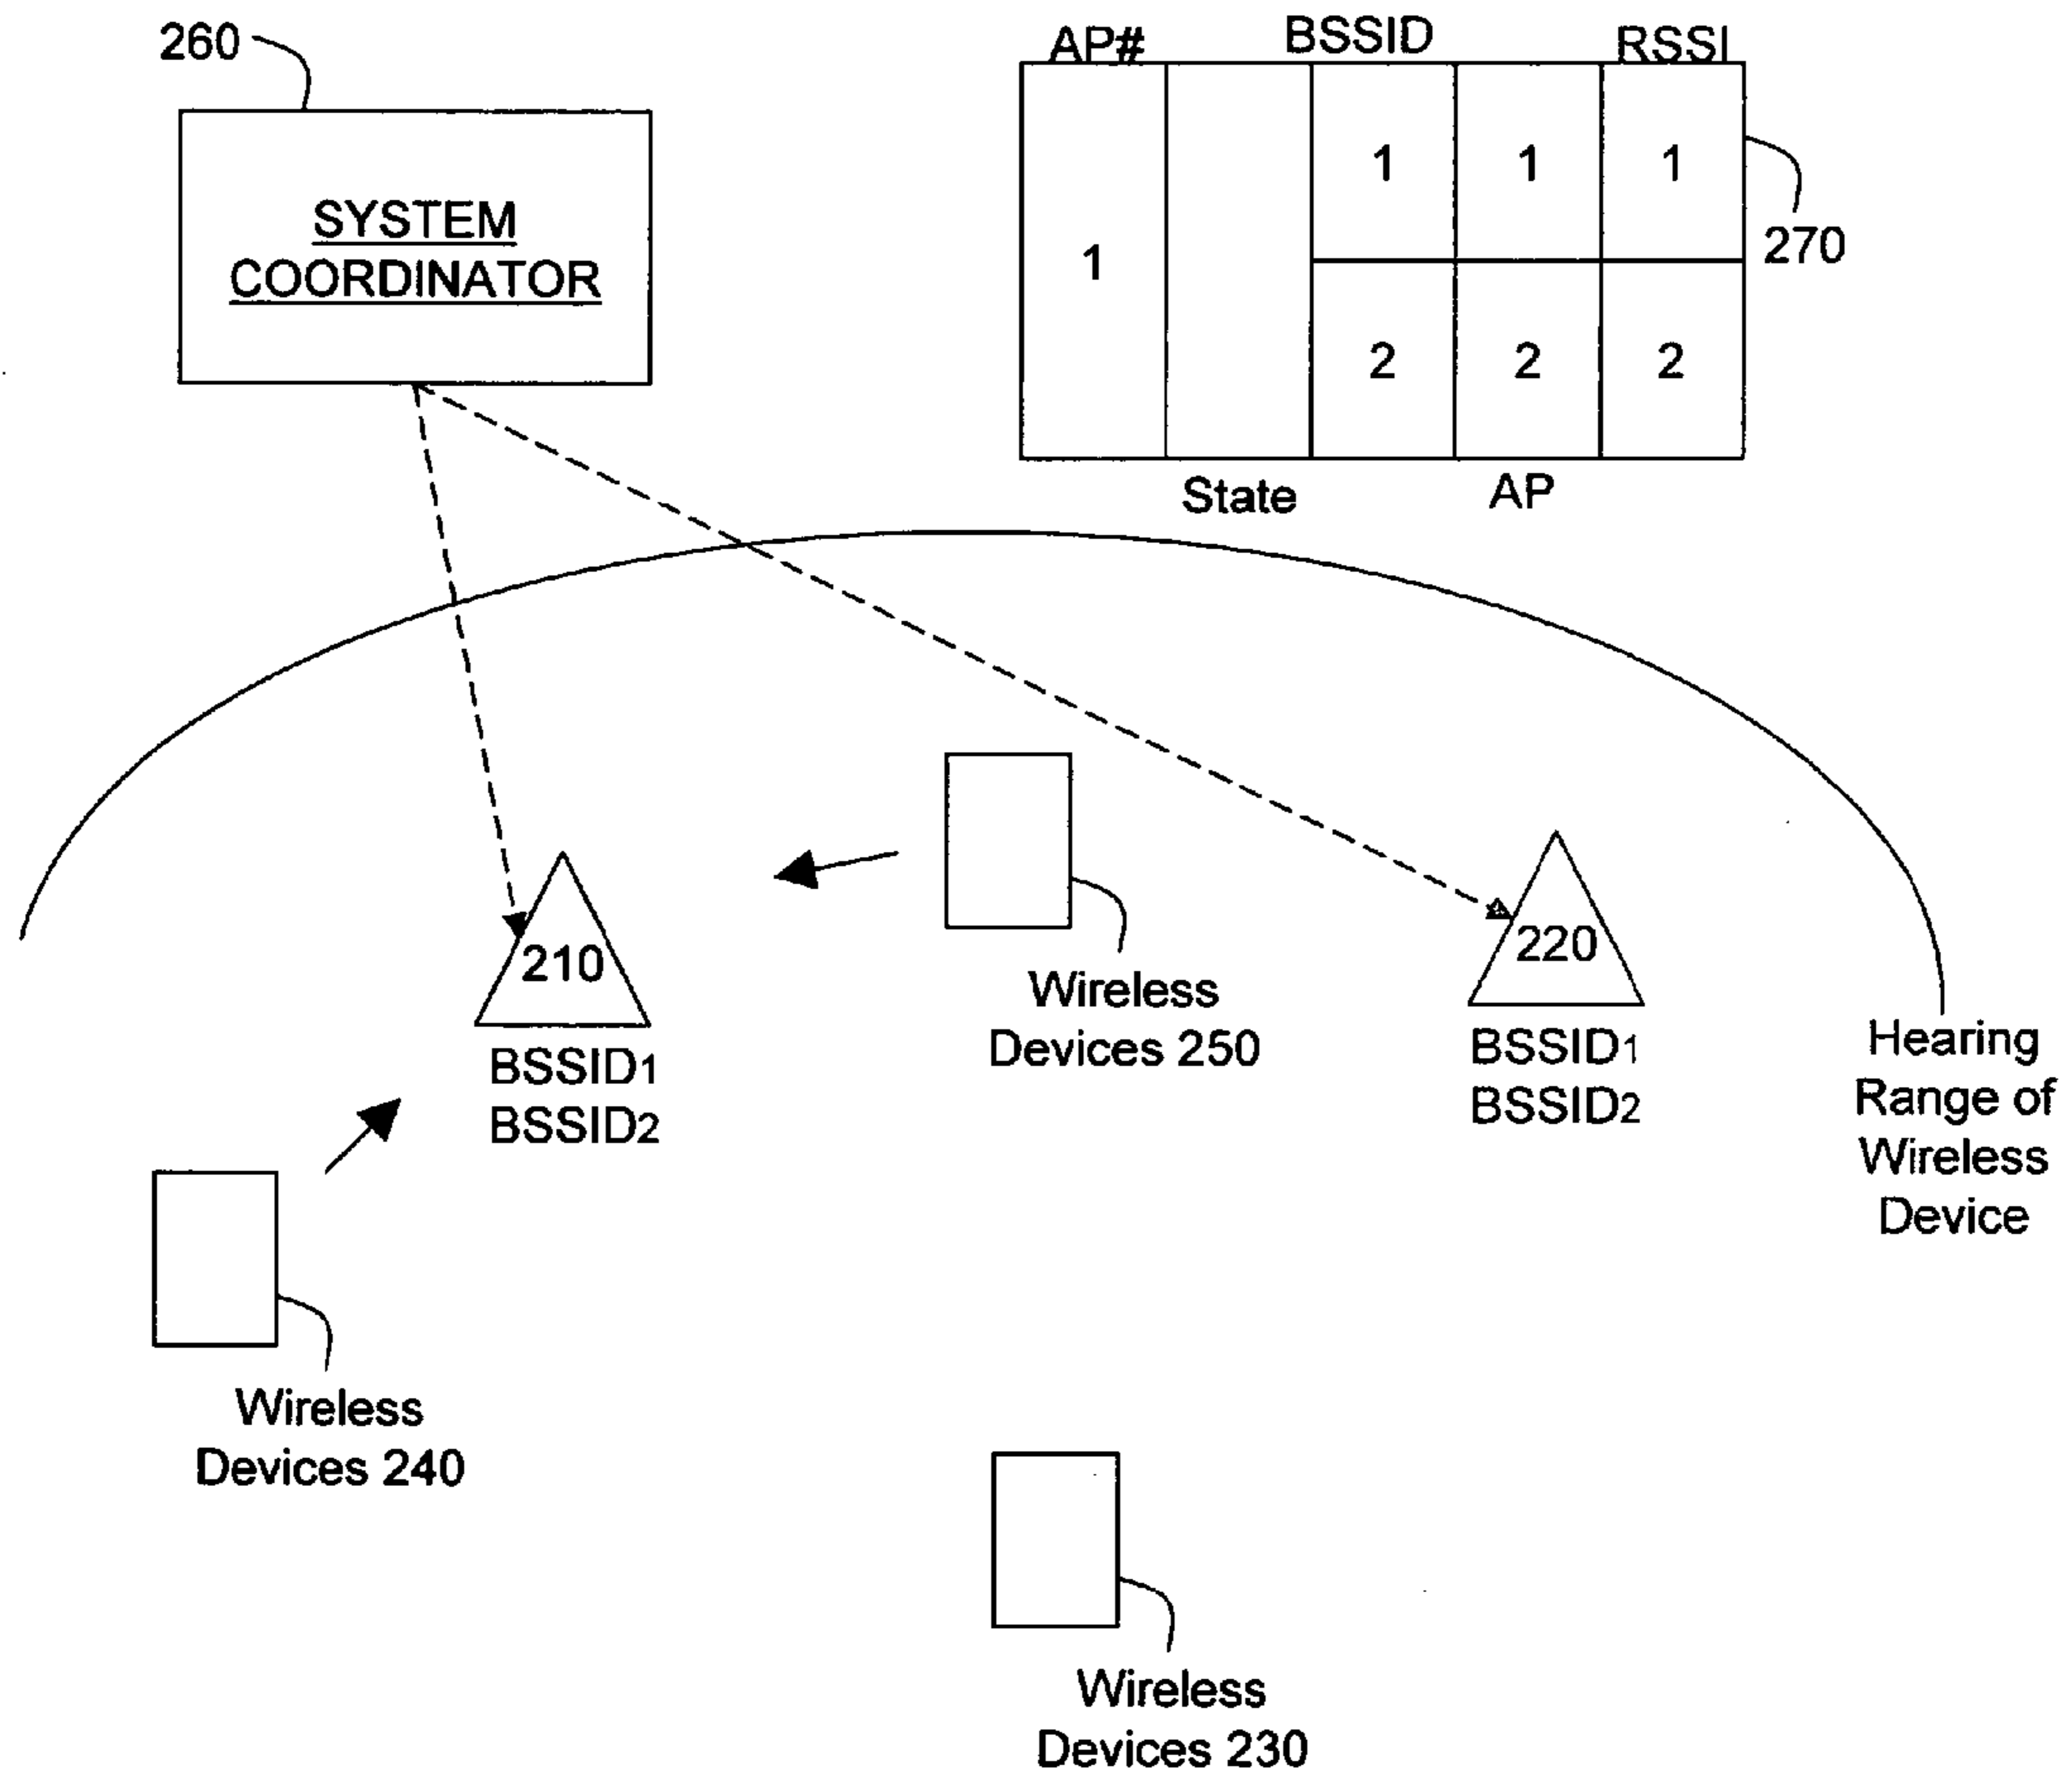 260
SYSTEM
COORDINATOR
AP#
BSSID
RSSI
1
1
1
1
2
2
2
270
State
AP
210
BSSID1
BSSID2
Wireless
Devices 250
220
BSSID1
BSSID2
Hearing
Range of
Wireless
Device
Wireless
Devices 240
Wireless
Devices 230